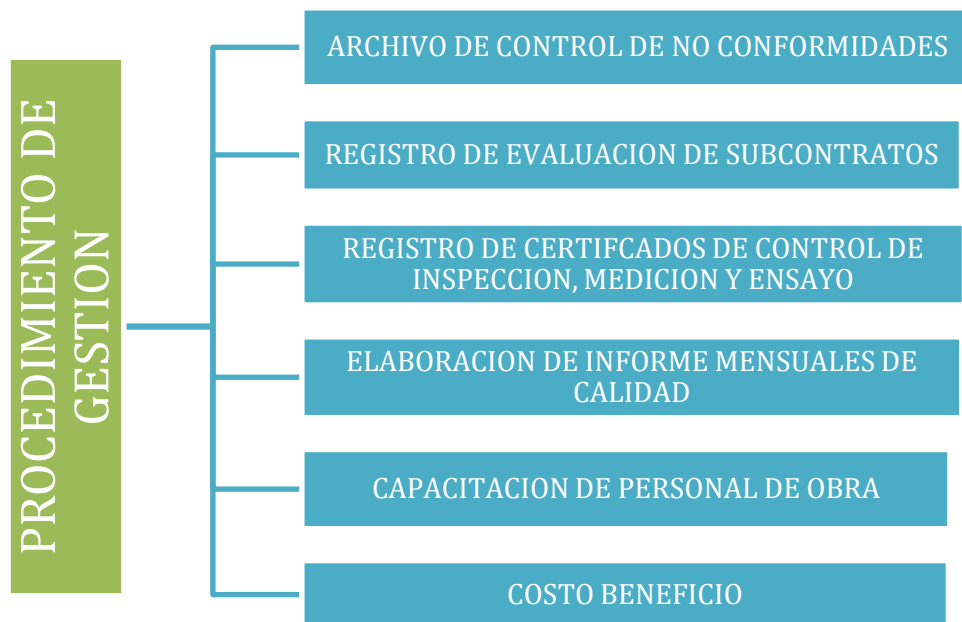 PROCEDIMIENTO DE
GESTION
ARCHIVO DE CONTROL DE NO CONFORMIDADES
REGISTRO DE EVALUACION DE SUBCONTRATOS
REGISTRO DE CERTIFCADOS DE CONTROL DE
INSPECCION, MEDICION Y ENSAYO
ELABORACION DE INFORME MENSUALES DE
CALIDAD
CAPACITACION DE PERSONAL DE OBRA
COSTO BENEFICIO